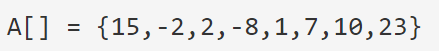 A[] = {15,-2,2,-8,1,7,10,23}